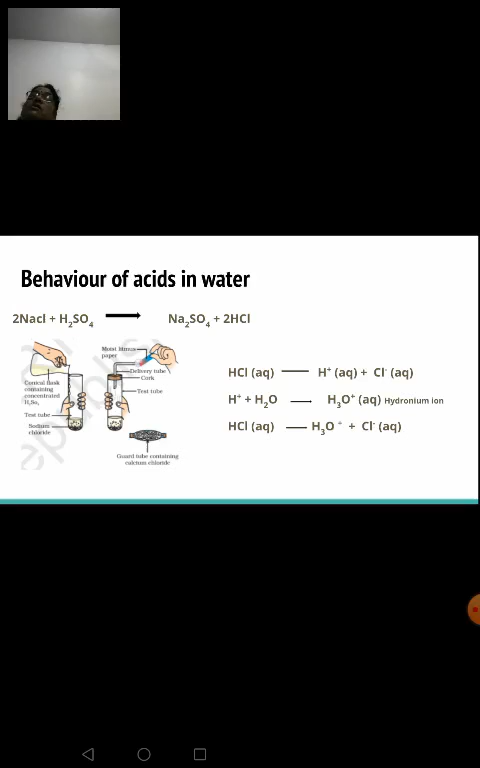 Behaviour of acids in water
2Nacl + H₂SO₄ ⟶ Na₂SO₄ + 2HCl
Moist litmus
paper
Delivery tube
Cork
Test tube
Conical flask
containing
concentrated
H₂So₄
Test tube
Sodium
chloride
Guard tube containing
calcium chloride
HCl (aq) — H⁺ (aq) + Cl⁻ (aq)
H⁺ + H₂O ⟶ H₃O⁺ (aq) Hydronium ion
HCl (aq) — H₃O ⁺ + Cl⁻ (aq)